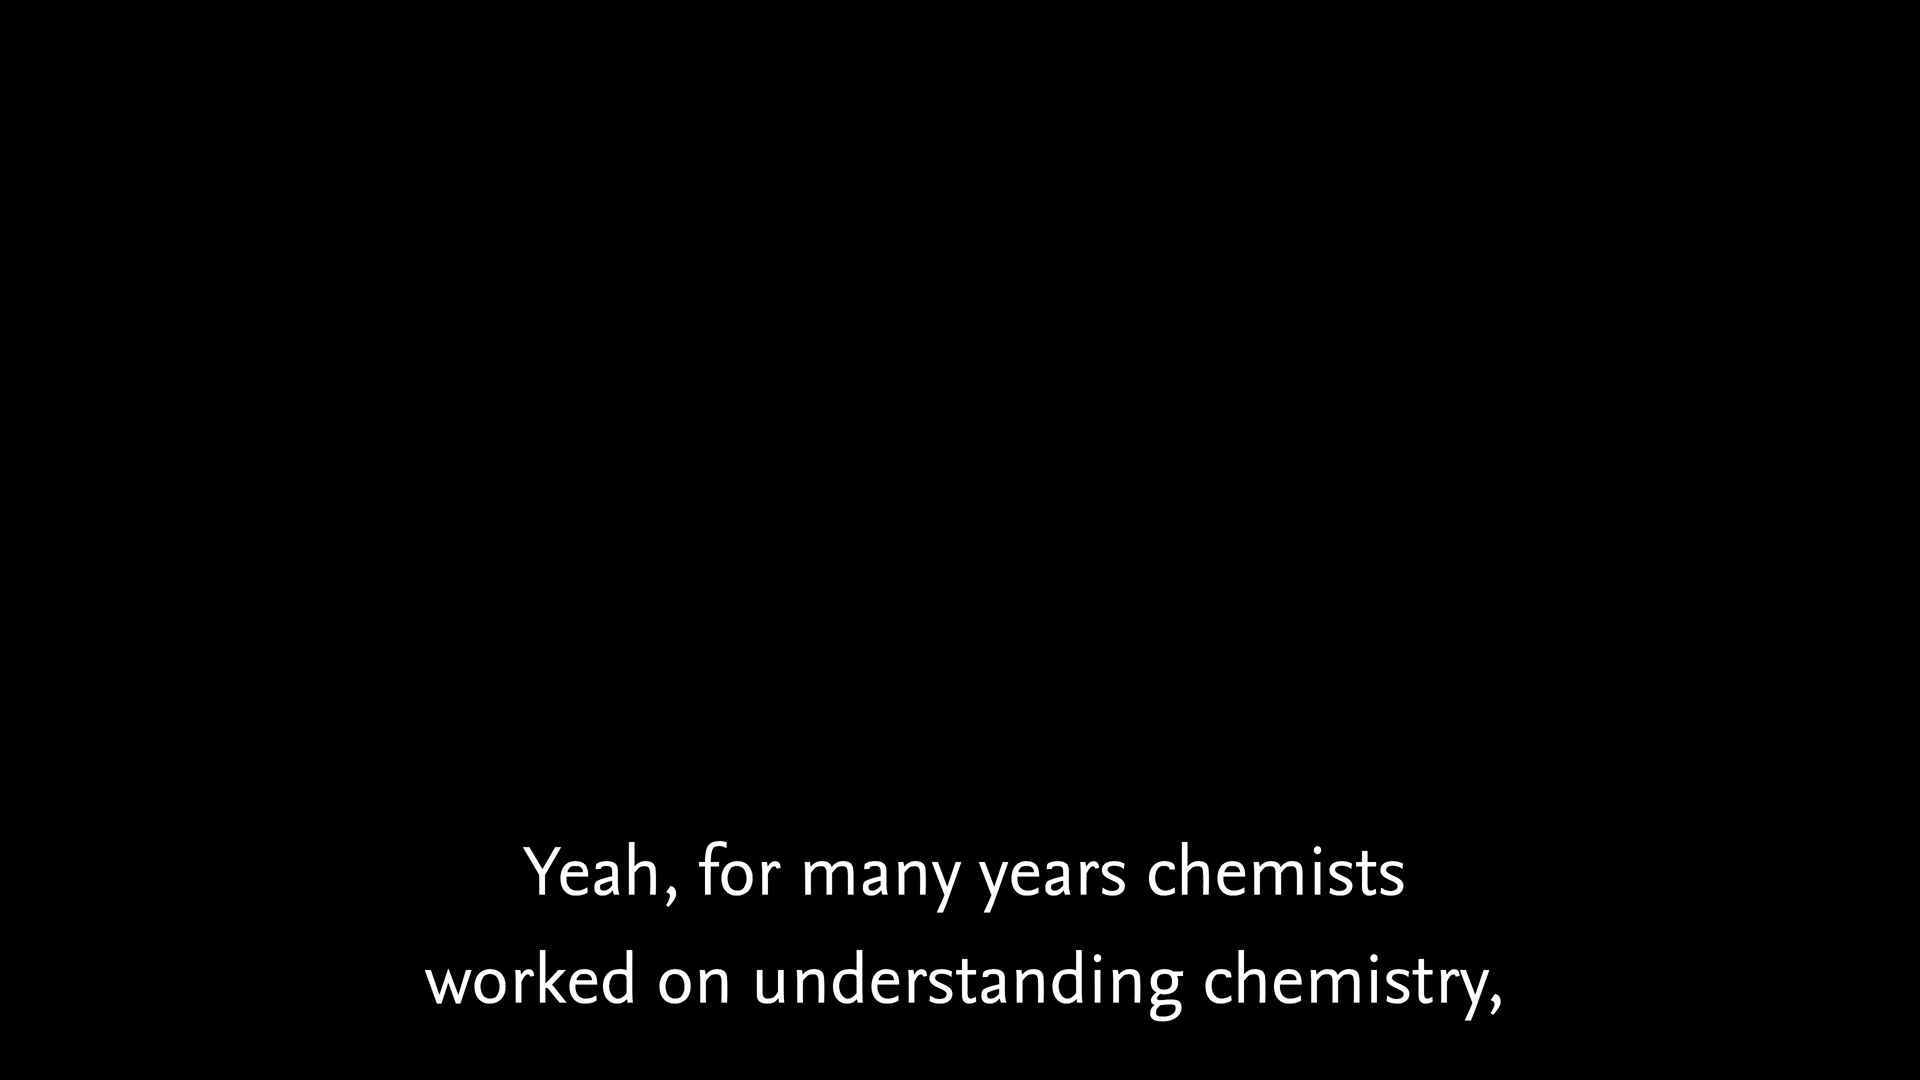 Yeah, for many years chemists
worked on understanding chemistry,